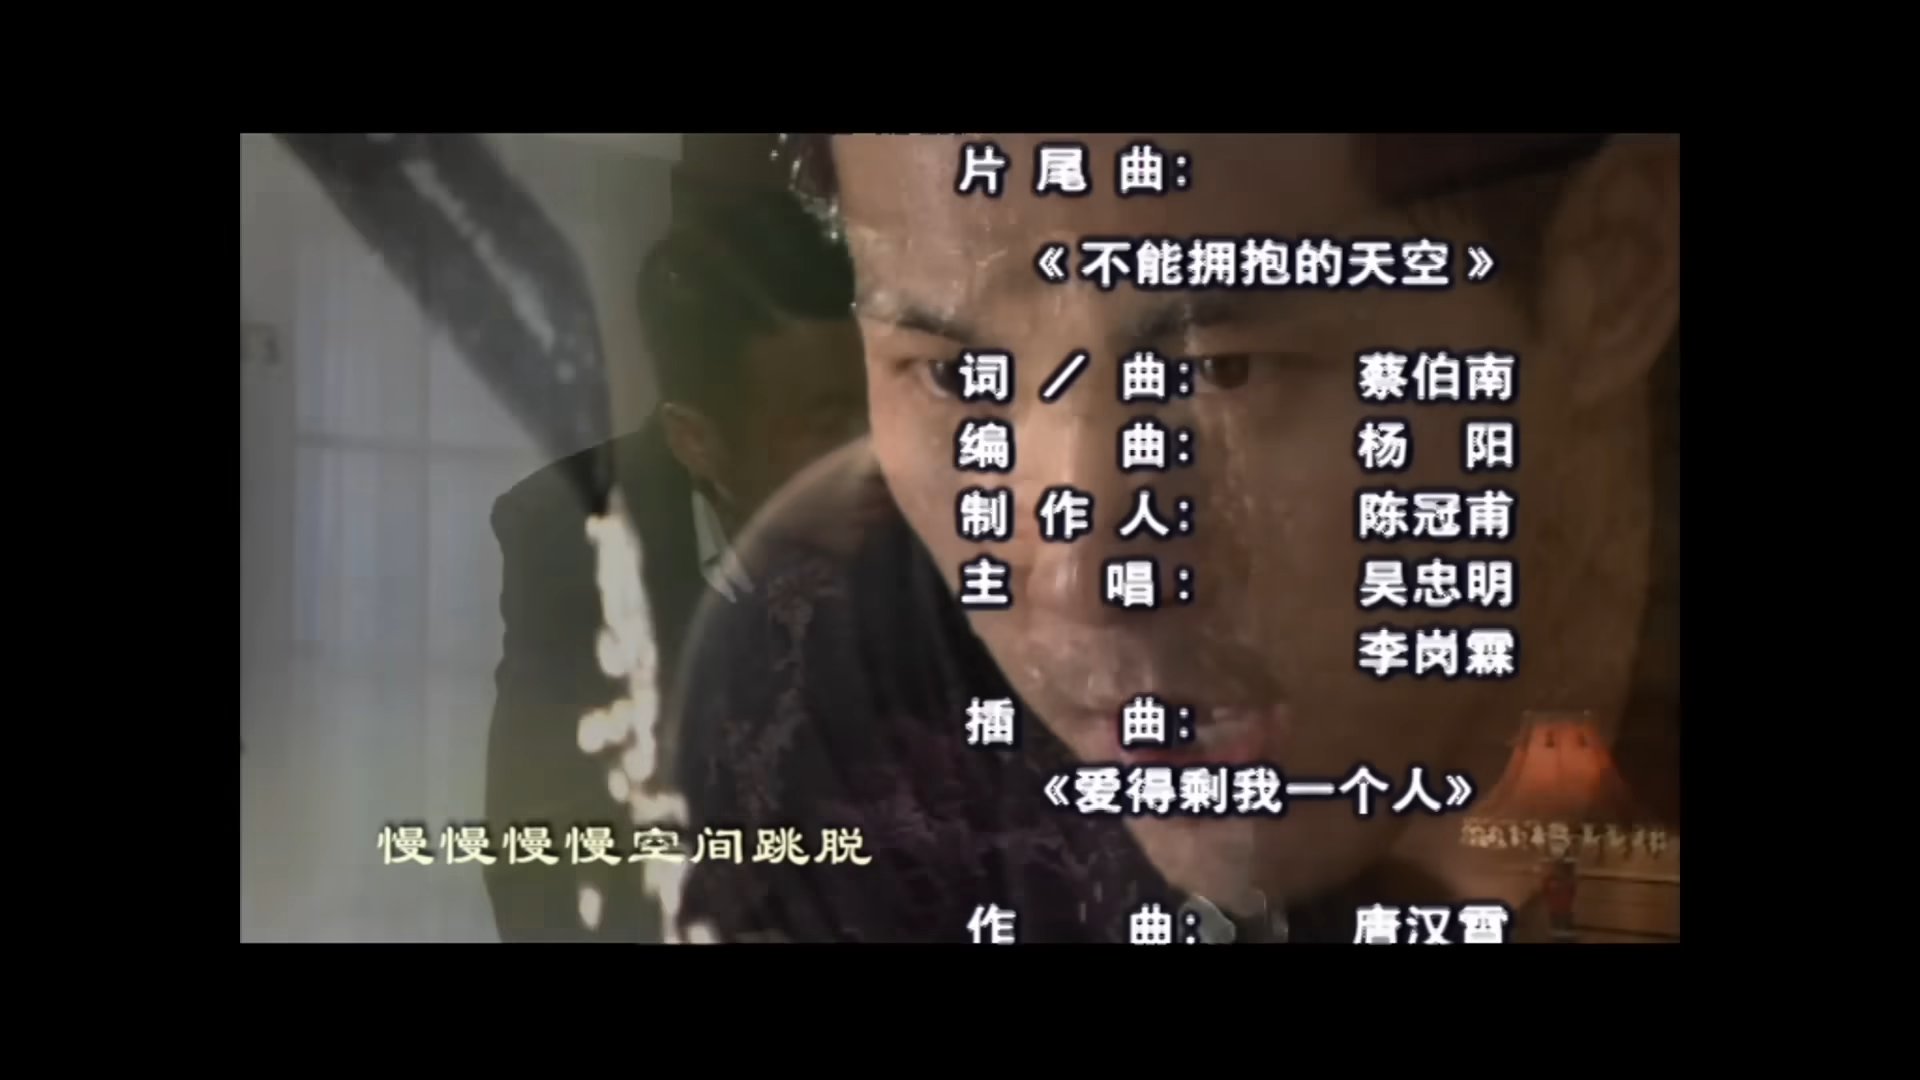 片尾曲:
《不能拥抱的天空》
词/曲: 蔡伯南
编曲: 杨阳
制作人: 陈冠甫
主唱: 吴忠明
李岗霖
插曲:
《爱得剩我一个人》
慢慢慢慢空间跳脱
作曲: 唐汉霄